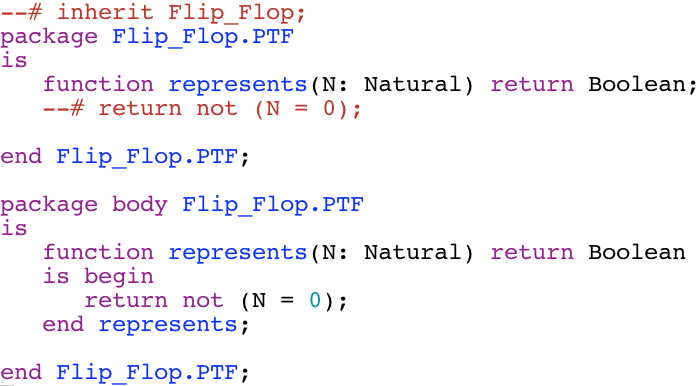 --# inherit Flip_Flop;
package Flip_Flop.PTF
is
   function represents(N: Natural) return Boolean;
   --# return not (N = 0);

end Flip_Flop.PTF;

package body Flip_Flop.PTF
is
   function represents(N: Natural) return Boolean
   is begin
      return not (N = 0);
   end represents;

end Flip_Flop.PTF;